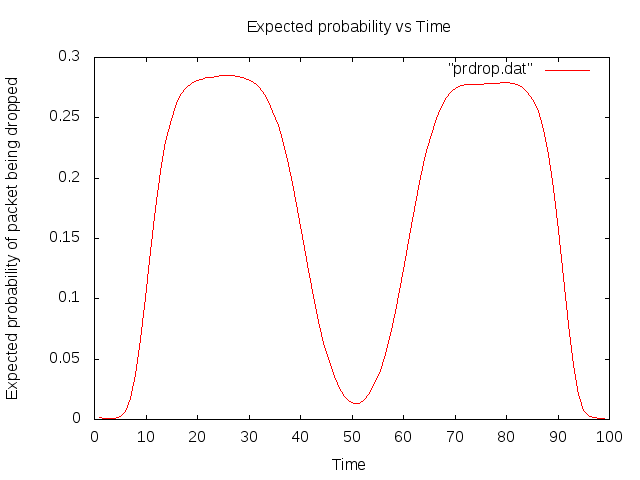 Expected probability vs Time
"prdrop.dat"
Expected probability of packet being dropped
0.3
0.25
0.2
0.15
0.1
0.05
0
0 10 20 30 40 50 60 70 80 90 100
Time